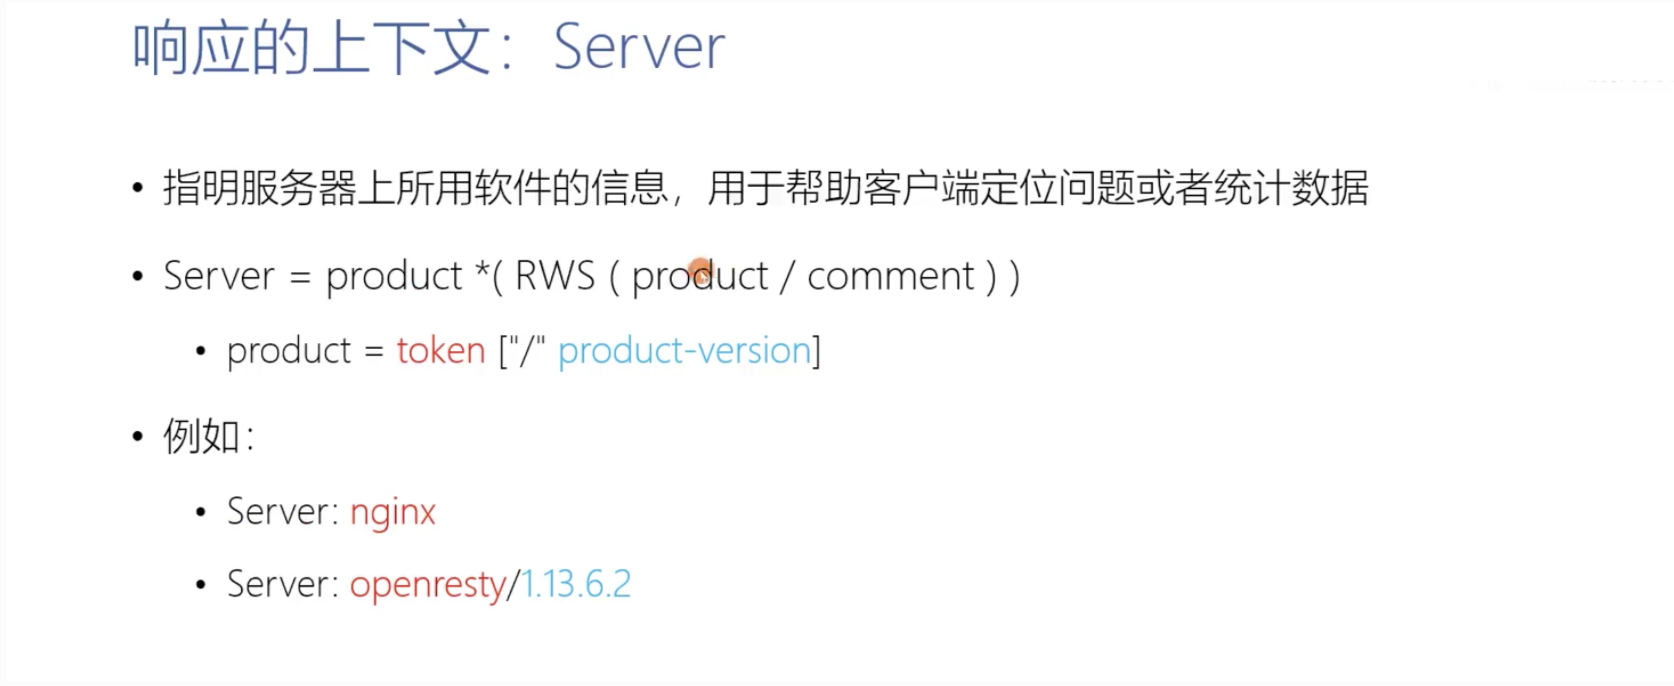 响应的上下文：Server
• 指明服务器上所用软件的信息，用于帮助客户端定位问题或者统计数据
• Server = product *( RWS ( product / comment ) )
• product = token ["/" product-version]
• 例如：
• Server: nginx
• Server: openresty/1.13.6.2